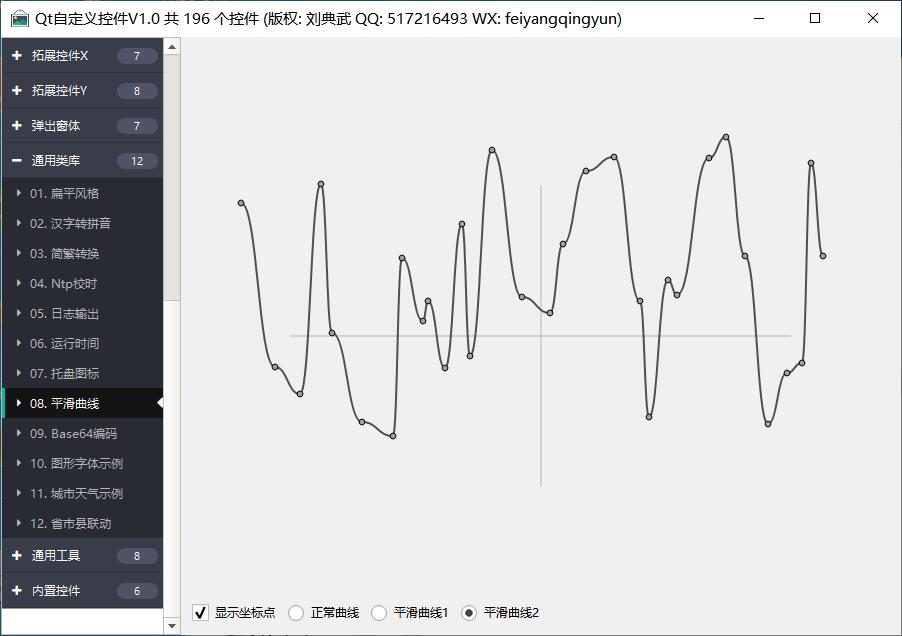 Qt自定义控件V1.0 共 196 个控件 (版权: 刘典武 QQ: 517216493 WX: feiyangqingyun)
拓展控件X 7
拓展控件Y 8
弹出窗体 7
通用类库 12
01. 扁平风格
02. 汉字转拼音
03. 简繁转换
04. Ntp校时
05. 日志输出
06. 运行时间
07. 托盘图标
08. 平滑曲线
09. Base64编码
10. 图形字体示例
11. 城市天气示例
12. 省市县联动
通用工具 8
内置控件 6
显示坐标点 正常曲线 平滑曲线1 平滑曲线2